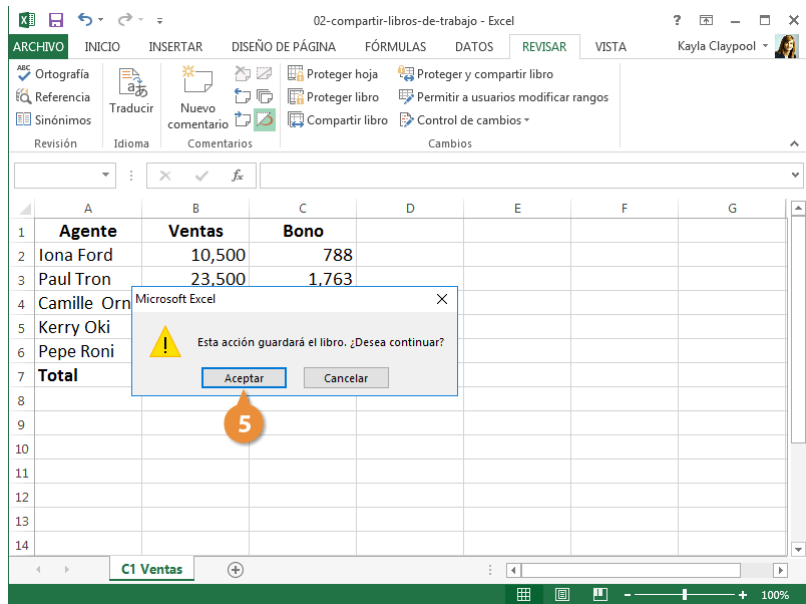 02-compartir-libros-de-trabajo - Excel
?
ARCHIVO INICIO INSERTAR DISEÑO DE PÁGINA FÓRMULAS DATOS REVISAR VISTA Kayla Claypool
ABC Ortografía
Referencia
Sinónimos
Revisión
Traducir
Idioma
Nuevo
comentario
Comentarios
Proteger hoja
Proteger libro
Compartir libro
Proteger y compartir libro
Permitir a usuarios modificar rangos
Control de cambios
Cambios
fx
A B C D E F G
1 Agente Ventas Bono
2 Iona Ford 10,500 788
3 Paul Tron 23,500 1,763
4 Camille Orn
5 Kerry Oki
6 Pepe Roni
7 Total
8
9
10
11
12
13
14
Microsoft Excel
Esta acción guardará el libro. ¿Desea continuar?
Aceptar Cancelar
5
C1 Ventas
100%